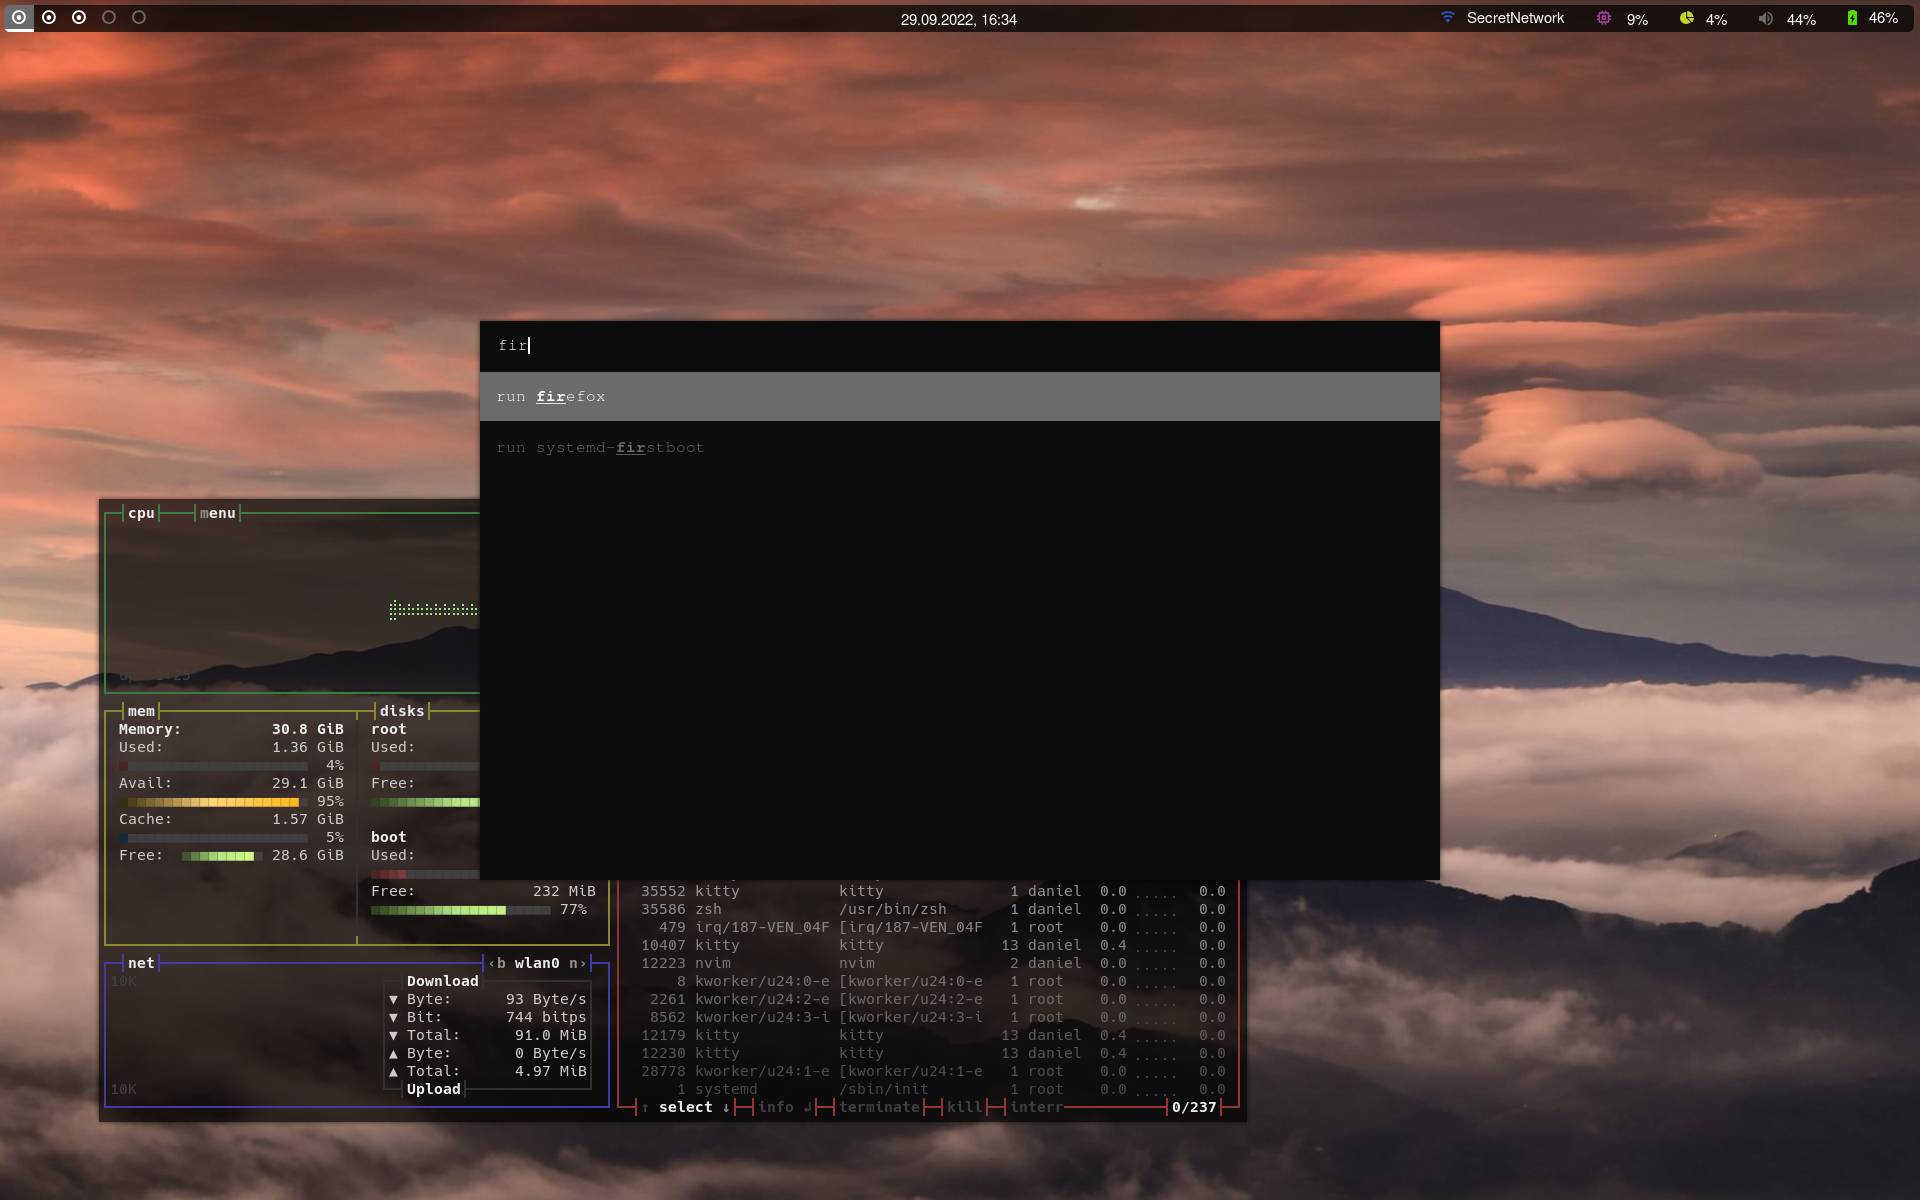 29.09.2022, 16:34
SecretNetwork 9% 4% 44% 46%
fir
run firefox
run systemd-firstboot
cpu menu
up 1:25
mem
Memory: 30.8 GiB
Used: 1.36 GiB
4%
Avail: 29.1 GiB
95%
Cache: 1.57 GiB
5%
Free: 28.6 GiB
disks
root
Used:
Free:
boot
Used:
Free: 232 MiB
77%
net ‹b wlan0 n›
10K
Download
▼ Byte: 93 Byte/s
▼ Bit: 744 bitps
▼ Total: 91.0 MiB
▲ Byte: 0 Byte/s
▲ Total: 4.97 MiB
10K
Upload
35552 kitty kitty 1 daniel 0.0 ..... 0.0
35586 zsh /usr/bin/zsh 1 daniel 0.0 ..... 0.0
479 irq/187-VEN_04F [irq/187-VEN_04F 1 root 0.0 ..... 0.0
10407 kitty kitty 13 daniel 0.4 ..... 0.0
12223 nvim nvim 2 daniel 0.0 ..... 0.0
8 kworker/u24:0-e [kworker/u24:0-e 1 root 0.0 ..... 0.0
2261 kworker/u24:2-e [kworker/u24:2-e 1 root 0.0 ..... 0.0
8562 kworker/u24:3-i [kworker/u24:3-i 1 root 0.0 ..... 0.0
12179 kitty kitty 13 daniel 0.4 ..... 0.0
12230 kitty kitty 13 daniel 0.4 ..... 0.0
28778 kworker/u24:1-e [kworker/u24:1-e 1 root 0.0 ..... 0.0
1 systemd /sbin/init 1 root 0.0 ..... 0.0
↑ select ↓ info ↲ terminate kill interr 0/237